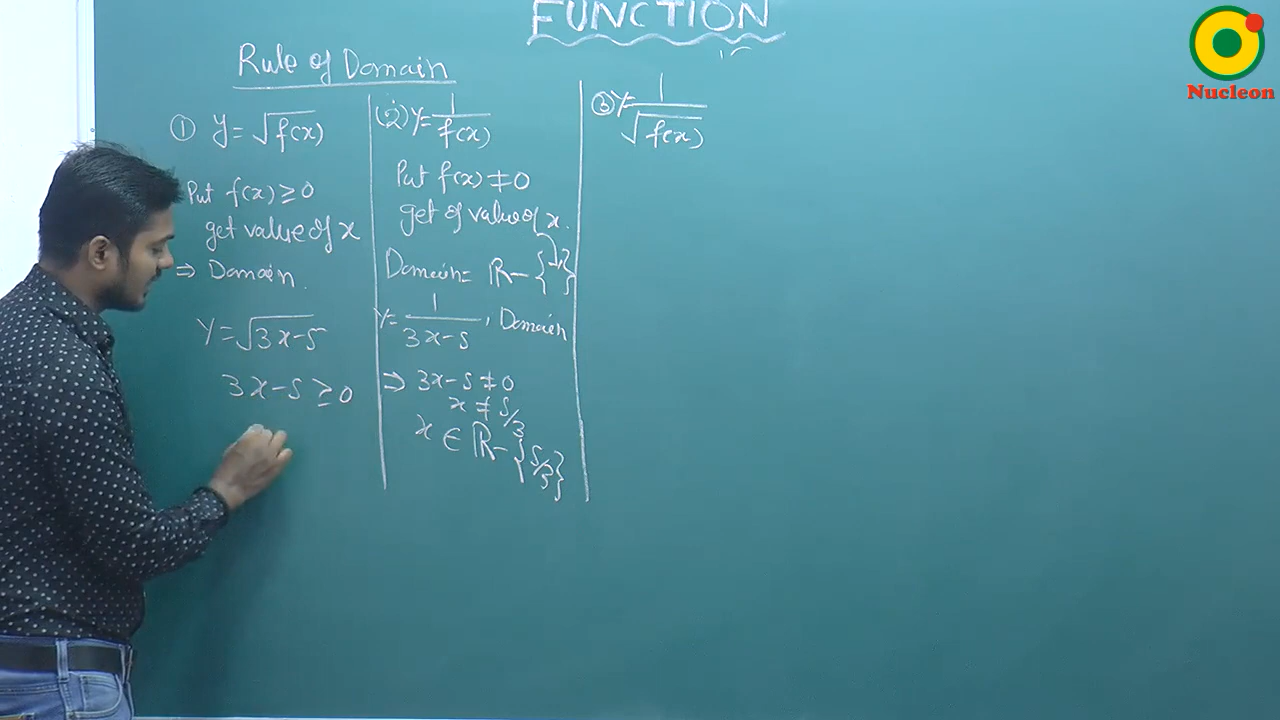 FUNCTION
Nucleon
Rule of Domain
① y = √f(x)
Put f(x) ≥ 0
get value of x
⇒ Domain.
y = √3x-5
3x-5 ≥ 0
(2) y = 1/f(x)
Put f(x) ≠ 0
get of value of x.
Domain = R - { }
y = 1/3x-5, Domain
⇒ 3x-5 ≠ 0
x ≠ 5/3
x ∈ R - {5/3}
③ y = 1/√f(x)